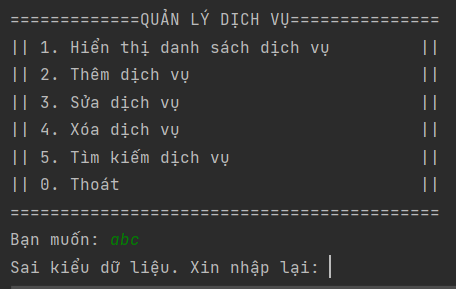 =============QUẢN LÝ DỊCH VỤ===============
|| 1. Hiển thị danh sách dịch vụ         ||
|| 2. Thêm dịch vụ                       ||
|| 3. Sửa dịch vụ                        ||
|| 4. Xóa dịch vụ                        ||
|| 5. Tìm kiếm dịch vụ                   ||
|| 0. Thoát                              ||
===========================================
Bạn muốn: abc
Sai kiểu dữ liệu. Xin nhập lại: